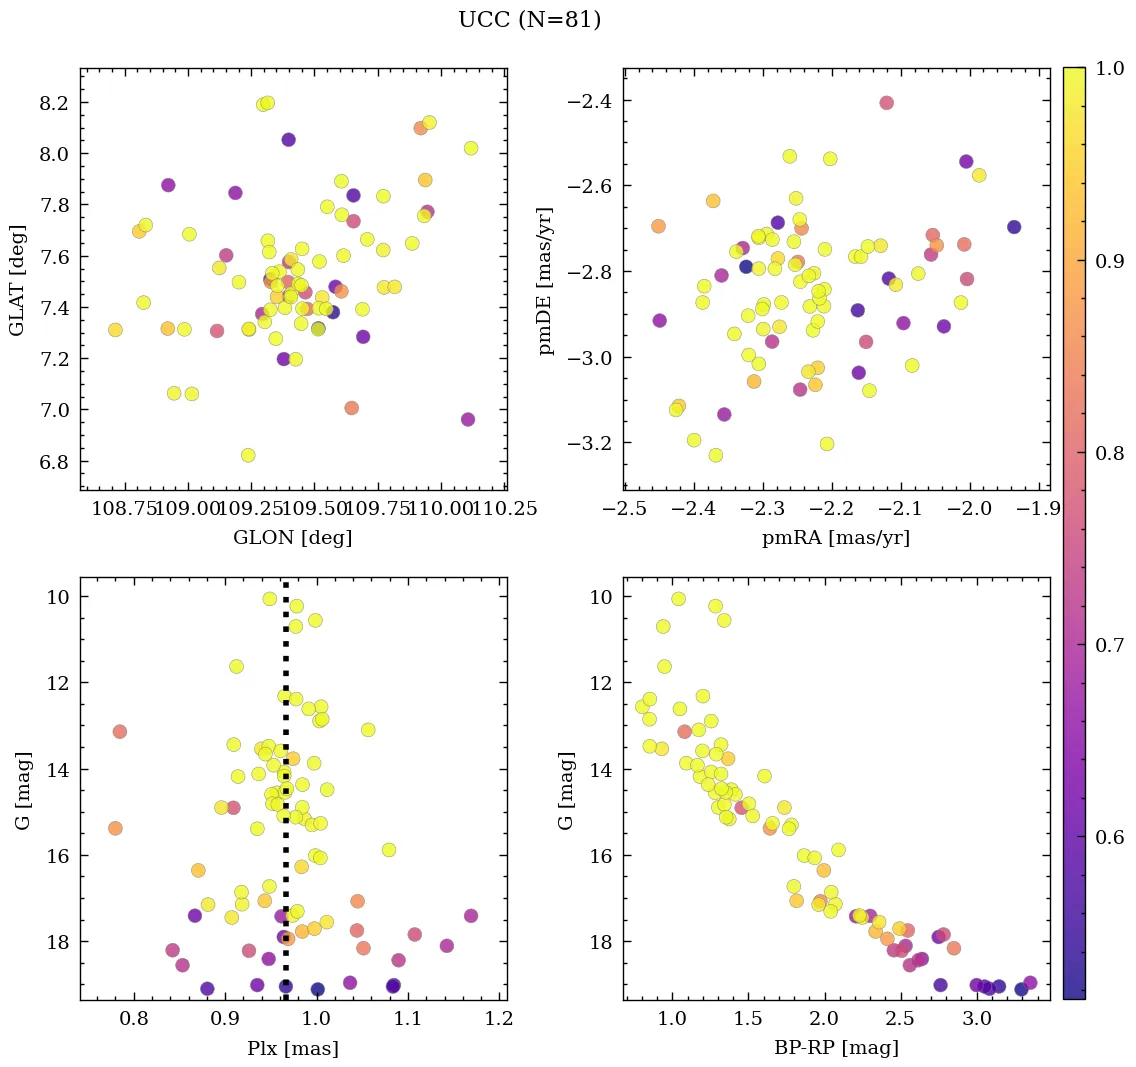 UCC (N=81)
8.2
8.0
7.8
7.6
7.4
7.2
7.0
6.8
GLAT [deg]
108.75 109.00 109.25 109.50 109.75 110.00 110.25
GLON [deg]
−2.4
−2.6
−2.8
−3.0
−3.2
pmDE [mas/yr]
−2.5 −2.4 −2.3 −2.2 −2.1 −2.0 −1.9
pmRA [mas/yr]
1.0
0.9
0.8
0.7
0.6
10
12
14
16
18
G [mag]
0.8 0.9 1.0 1.1 1.2
Plx [mas]
10
12
14
16
18
G [mag]
1.0 1.5 2.0 2.5 3.0
BP-RP [mag]